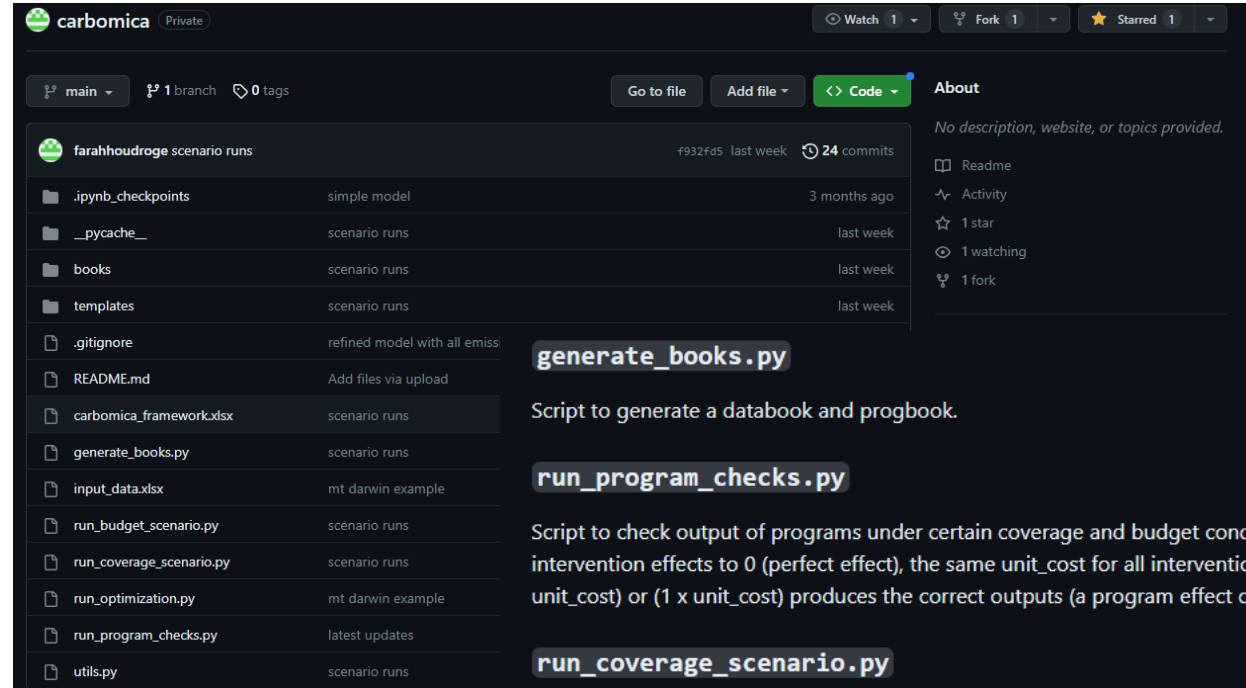 carbomica Private
Watch 1
Fork 1
Starred 1
main
1 branch
0 tags
Go to file
Add file
<> Code
About
No description, website, or topics provided.
farahhoudroge scenario runs f932fd5 last week 24 commits
Readme
Activity
1 star
1 watching
1 fork
.ipynb_checkpoints simple model 3 months ago
__pycache__ scenario runs last week
books scenario runs last week
templates scenario runs last week
.gitignore refined model with all emiss
README.md Add files via upload
carbomica_framework.xlsx scenario runs
generate_books.py scenario runs
input_data.xlsx mt darwin example
run_budget_scenario.py scenario runs
run_coverage_scenario.py scenario runs
run_optimization.py mt darwin example
run_program_checks.py latest updates
utils.py scenario runs
generate_books.py
Script to generate a databook and progbook.
run_program_checks.py
Script to check output of programs under certain coverage and budget cond
intervention effects to 0 (perfect effect), the same unit_cost for all interventio
unit_cost) or (1 x unit_cost) produces the correct outputs (a program effect
run_coverage_scenario.py